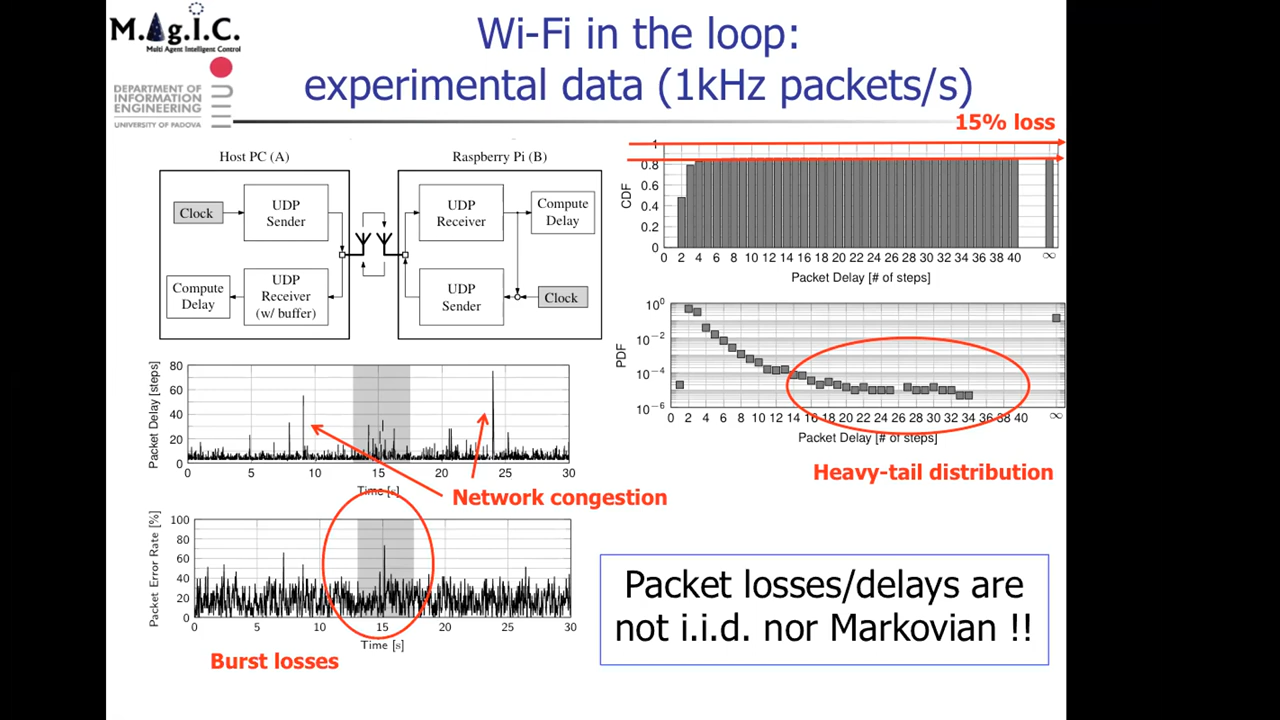 M.Ag.I.C.
Multi Agent Intelligent Control
DEPARTMENT OF
INFORMATION
ENGINEERING
UNIVERSITY OF PADOVA
Wi-Fi in the loop:
experimental data (1kHz packets/s)
15% loss
Host PC (A)
Raspberry Pi (B)
Clock
UDP
Sender
UDP
Receiver
Compute
Delay
Compute
Delay
UDP
Receiver
(w/ buffer)
UDP
Sender
Clock
CDF
1
0.8
0.6
0.4
0.2
0
0 2 4 6 8 10 12 14 16 18 20 22 24 26 28 30 32 34 36 38 40 ∞
Packet Delay [# of steps]
PDF
10^0
10^-2
10^-4
10^-6
0 2 4 6 8 10 12 14 16 18 20 22 24 26 28 30 32 34 36 38 40 ∞
Packet Delay [# of steps]
Heavy-tail distribution
Packet Delay [steps]
80
60
40
20
0
0 5 10 15 20 25 30
Time [s]
Network congestion
Packet Error Rate [%]
100
80
60
40
20
0
0 5 10 15 20 25 30
Time [s]
Burst losses
Packet losses/delays are
not i.i.d. nor Markovian !!